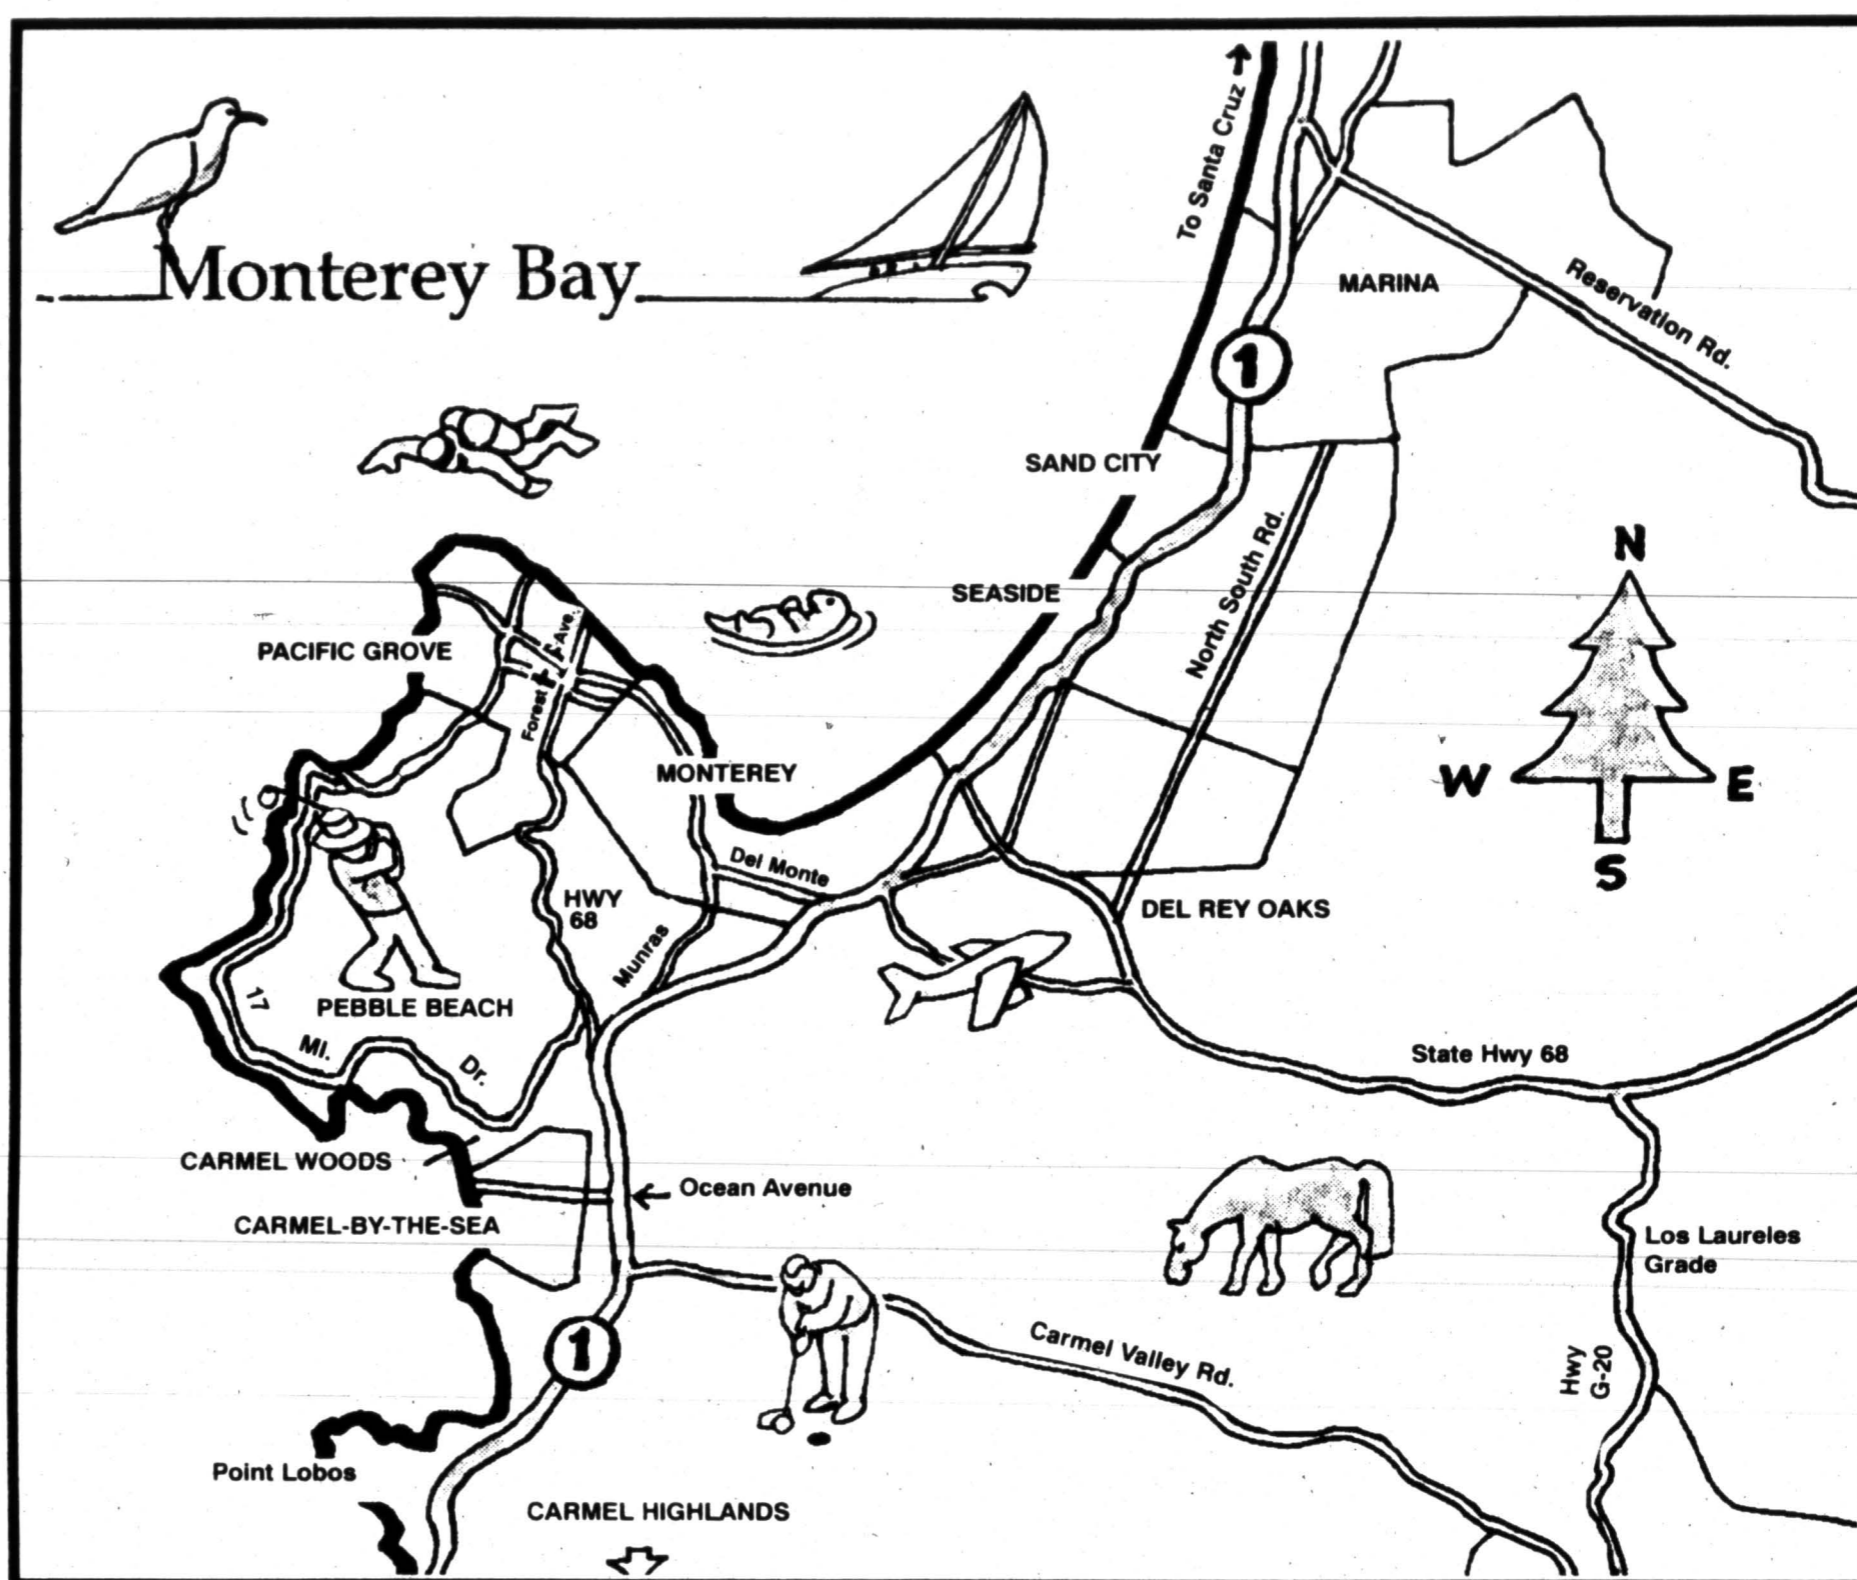 To Santa Cruz
Monterey Bay
MARINA
Reservation Rd.
1
SAND CITY
North South Rd.
N
SEASIDE
PACIFIC GROVE
Forest Ave.
W
E
MONTEREY
S
Del Monte
HWY
68
DEL REY OAKS
Munras
17
MI.
Dr.
PEBBLE BEACH
State Hwy 68
CARMEL WOODS
Ocean Avenue
CARMEL-BY-THE-SEA
Los Laureles
Grade
1
Carmel Valley Rd.
Hwy
G-20
Point Lobos
CARMEL HIGHLANDS